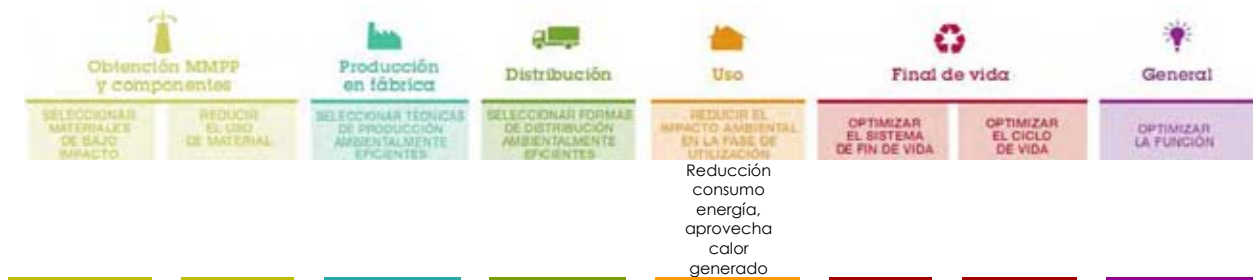 Obtención MMPP
y componentes
SELECCIONAR
MATERIALES
DE BAJO
IMPACTO
REDUCIR
EL USO
DE MATERIAL
Producción
en fábrica
SELECCIONAR TÉCNICAS
DE PRODUCCIÓN
AMBIENTALMENTE
EFICIENTES
Distribución
SELECCIONAR FORMAS
DE DISTRIBUCIÓN
AMBIENTALMENTE
EFICIENTES
Uso
REDUCIR EL
IMPACTO AMBIENTAL
EN LA FASE DE
UTILIZACIÓN
Reducción
consumo
energía,
aprovecha
calor
generado
Final de vida
OPTIMIZAR
EL SISTEMA
DE FIN DE VIDA
OPTIMIZAR
EL CICLO
DE VIDA
General
OPTIMIZAR
LA FUNCIÓN